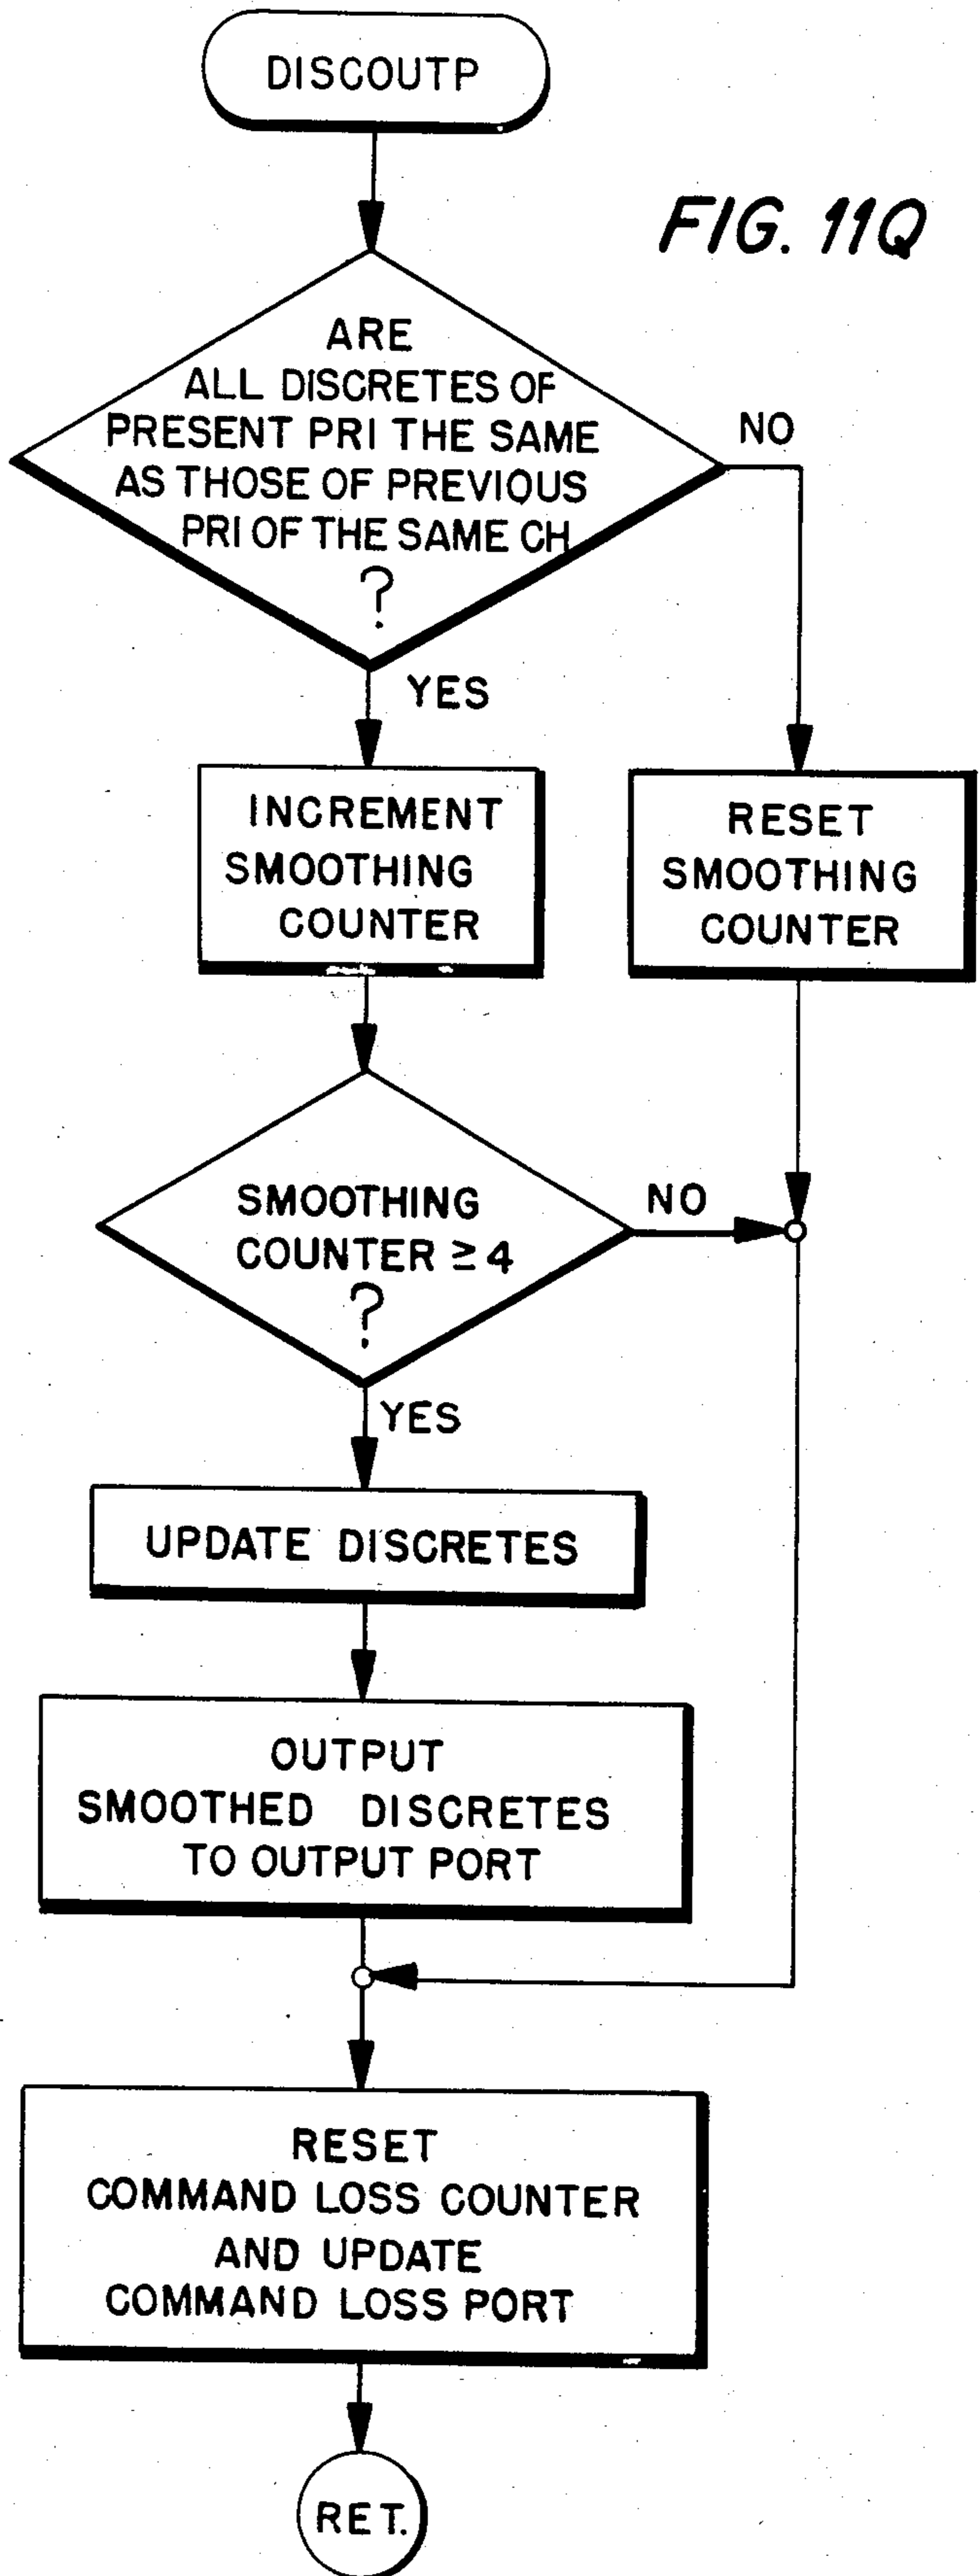 DISCOUTP
FIG. 11Q
ARE
ALL DISCRETES OF
PRESENT PRI THE SAME
AS THOSE OF PREVIOUS
PRI OF THE SAME CH
?
NO
YES
INCREMENT
SMOOTHING
COUNTER
RESET
SMOOTHING
COUNTER
SMOOTHING
COUNTER ≥ 4
?
NO
YES
UPDATE DISCRETES
OUTPUT
SMOOTHED DISCRETES
TO OUTPUT PORT
RESET
COMMAND LOSS COUNTER
AND UPDATE
COMMAND LOSS PORT
RET.